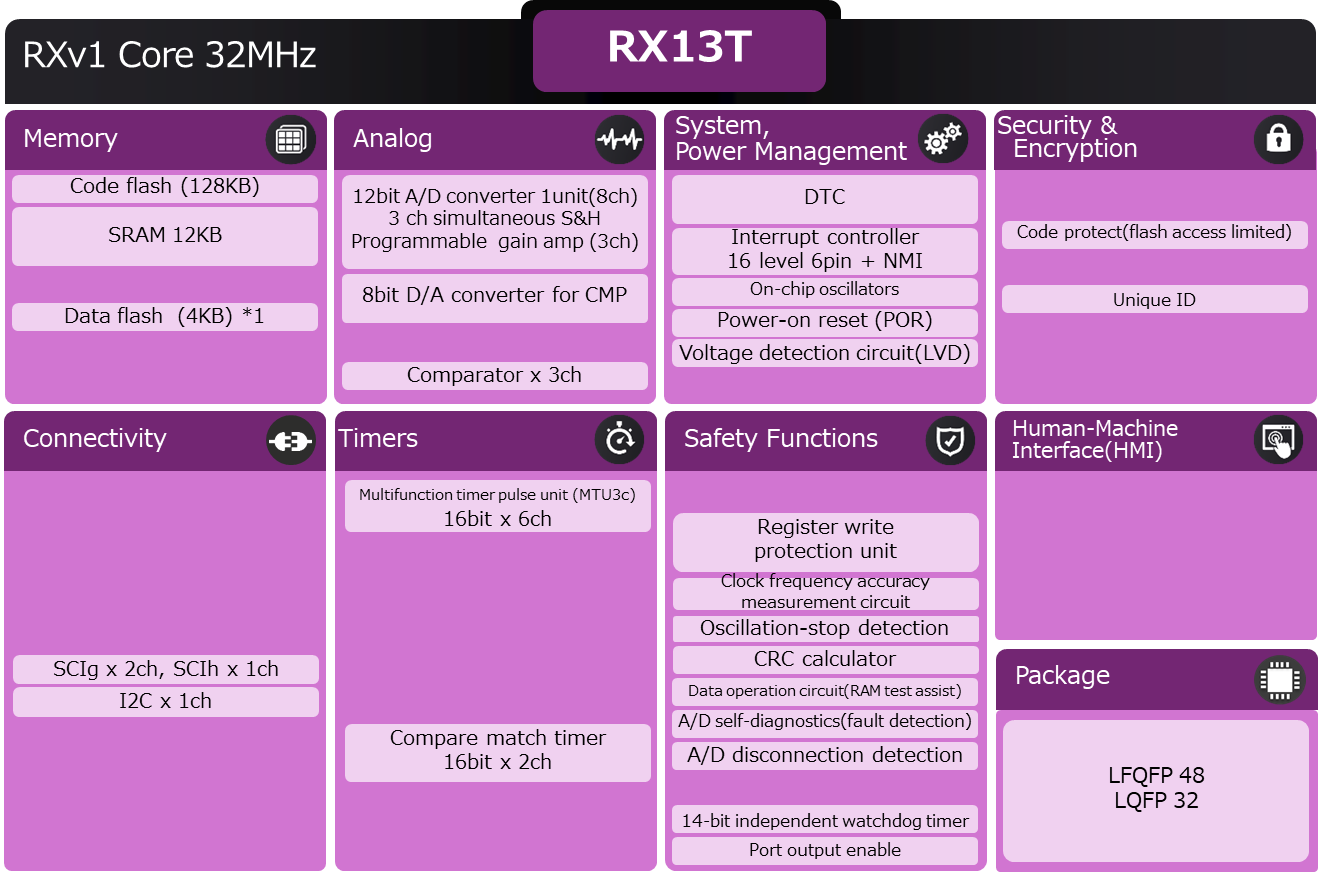 RXv1 Core 32MHz
RX13T
Memory
Code flash (128KB)
SRAM 12KB
Data flash (4KB) *1
Analog
12bit A/D converter 1unit(8ch)
3 ch simultaneous S&H
Programmable gain amp (3ch)
8bit D/A converter for CMP
Comparator x 3ch
System,
Power Management
DTC
Interrupt controller
16 level 6pin + NMI
On-chip oscillators
Power-on reset (POR)
Voltage detection circuit(LVD)
Security &
Encryption
Code protect(flash access limited)
Unique ID
Connectivity
SCIg x 2ch, SCIh x 1ch
I2C x 1ch
Timers
Multifunction timer pulse unit (MTU3c)
16bit x 6ch
Compare match timer
16bit x 2ch
Safety Functions
Register write
protection unit
Clock frequency accuracy
measurement circuit
Oscillation-stop detection
CRC calculator
Data operation circuit(RAM test assist)
A/D self-diagnostics(fault detection)
A/D disconnection detection
14-bit independent watchdog timer
Port output enable
Human-Machine
Interface(HMI)
Package
LFQFP 48
LQFP 32